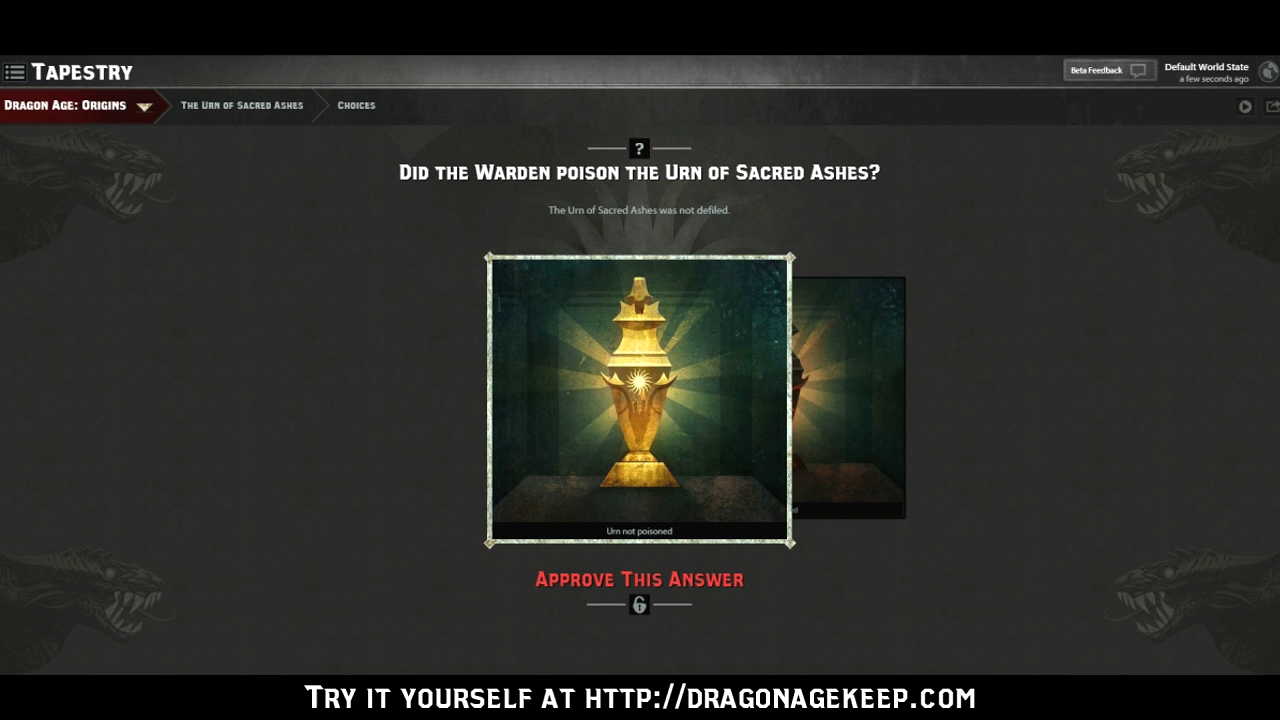 Tapestry
Beta Feedback
Default World State
a few seconds ago
Dragon Age: Origins
The Urn of Sacred Ashes
Choices
?
Did the Warden poison the Urn of Sacred Ashes?
The Urn of Sacred Ashes was not defiled.
Urn not poisoned
d
Approve This Answer
Try it yourself at http://dragonagekeep.com